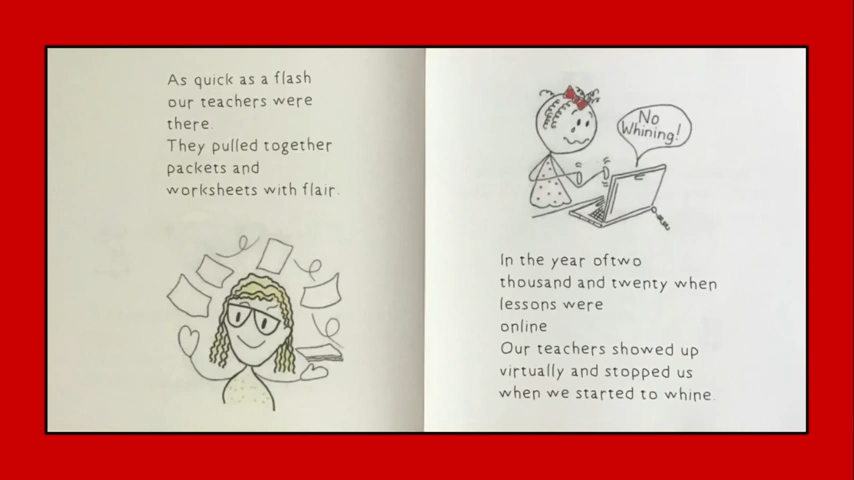 As quick as a flash
our teachers were
there.
They pulled together
packets and
worksheets with flair.
No
Whining!
In the year oftwo
thousand and twenty when
lessons were
online
Our teachers showed up
virtually and stopped us
when we started to whine.